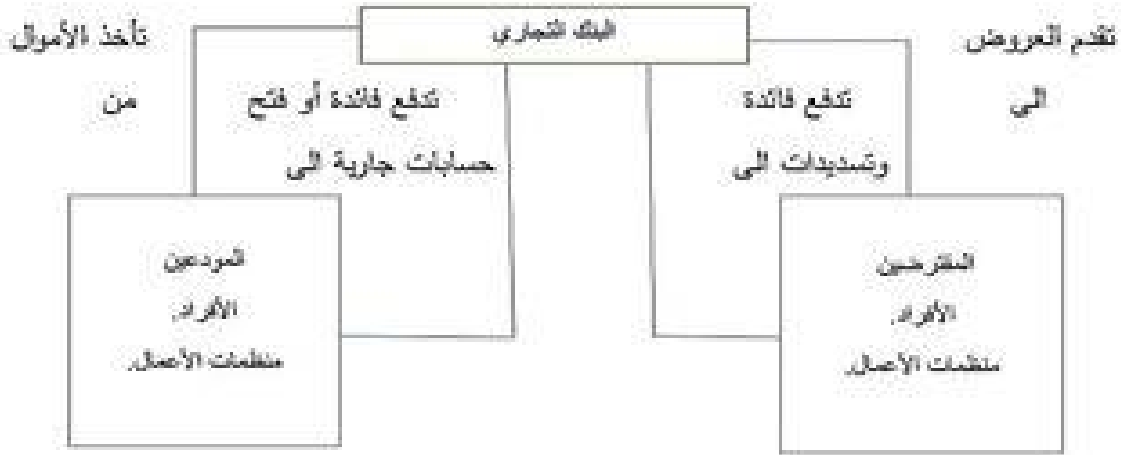 البنك التجاري
تقدم العروض
الى
تدفع فائدة
وتسديدات الى
تدفع فائدة أو فتح
حسابات جارية الى
تأخذ الأموال
من
المقترضين
الأفراد.
منظمات الأعمال.
المودعين
الأفراد.
منظمات الأعمال.